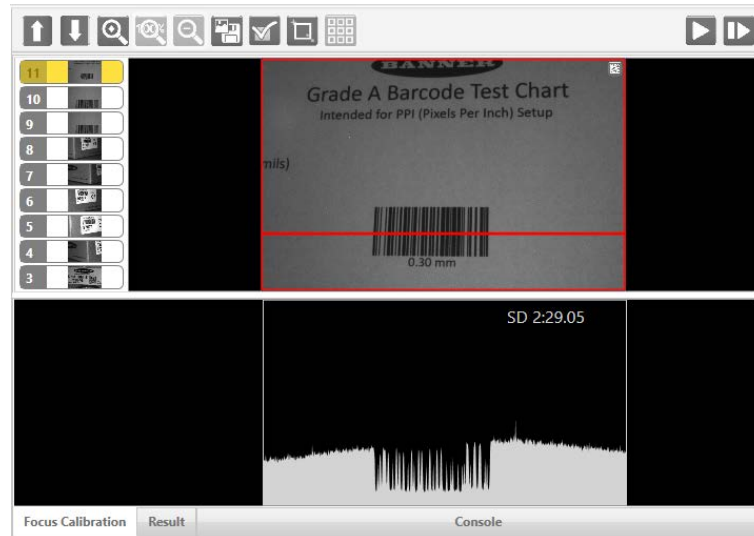 11
10
9
8
7
6
5
4
3
BANNER
Grade A Barcode Test Chart
Intended for PPI (Pixels Per Inch) Setup
mils)
0.30 mm
SD 2:29.05
Focus Calibration
Result
Console